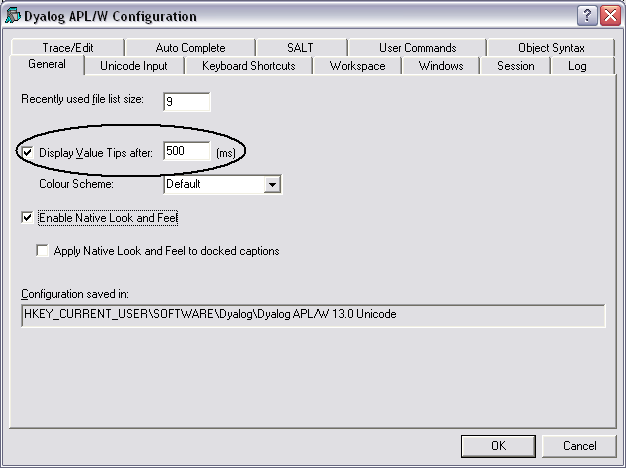 Dyalog APL/W Configuration
Trace/Edit Auto Complete SALT User Commands Object Syntax
General Unicode Input Keyboard Shortcuts Workspace Windows Session Log
Recently used file list size: 9
Display Value Tips after: 500 (ms)
Colour Scheme: Default
Enable Native Look and Feel
Apply Native Look and Feel to docked captions
Configuration saved in:
HKEY_CURRENT_USER\SOFTWARE\Dyalog\Dyalog APL/W 13.0 Unicode
OK Cancel